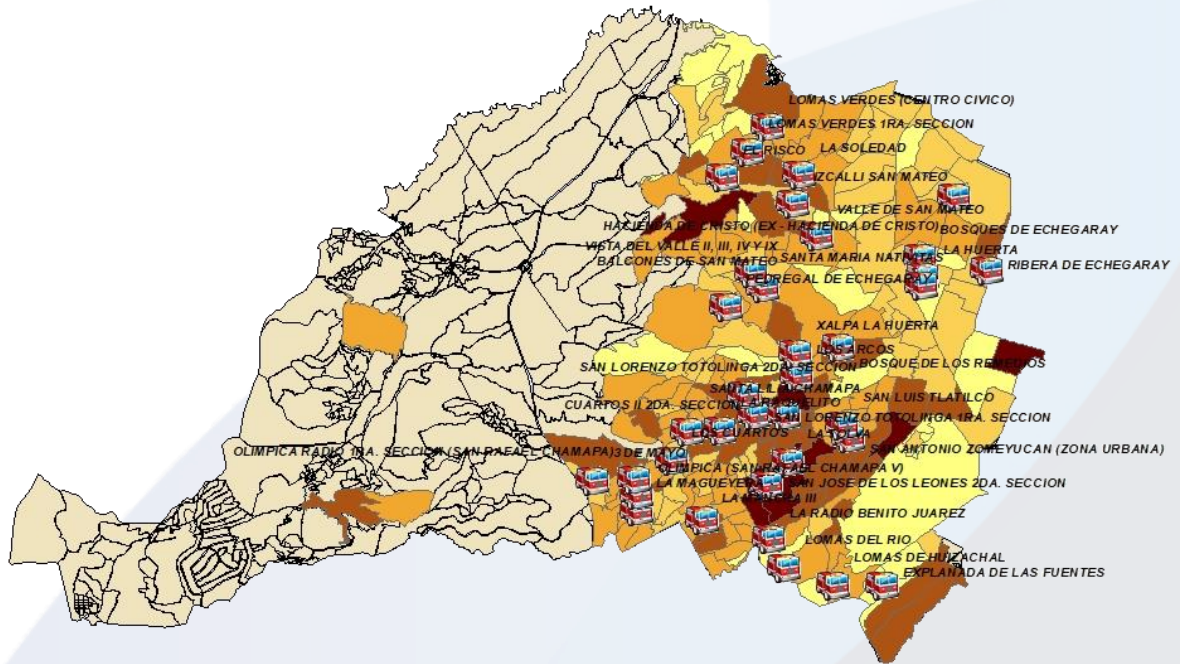 LOMAS VERDES (CENTRO CIVICO)
LOMAS VERDES 1RA. SECCION
EL RISCO
LA SOLEDAD
IZCALLI SAN MATEO
VALLE DE SAN MATEO
HACIENDA DE CRISTO (EX - HACIENDA DE CRISTO)
BOSQUES DE ECHEGARAY
VISTA DEL VALLE II, III, IV Y IX
LA HUERTA
BALCONES DE SAN MATEO
SANTA MARIA NATIVITAS
RIBERA DE ECHEGARAY
PEDREGAL DE ECHEGARAY
XALPA LA HUERTA
LOS ARCOS
SAN LORENZO TOTOLINGA 2DA. SECCION
BOSQUE DE LOS REMEDIOS
CHAMAPA
SAN LUIS TLATILCO
CUARTOS II 2DA. SECCION
SAN LORENZO TOTOLINGA 1RA. SECCION
LOS CUARTOS
LA TOLVA
OLIMPICA RADIO 1RA. SECCION (SAN RAFAEL CHAMAPA)
3 DE MAYO
SAN ANTONIO ZOMEYUCAN (ZONA URBANA)
OLIMPICA (SAN RAFAEL CHAMAPA V)
LA MAGUEYERA
SAN JOSE DE LOS LEONES 2DA. SECCION
III
LA RADIO BENITO JUAREZ
LOMAS DEL RIO
LOMAS DE HUIZACHAL
EXPLANADA DE LAS FUENTES